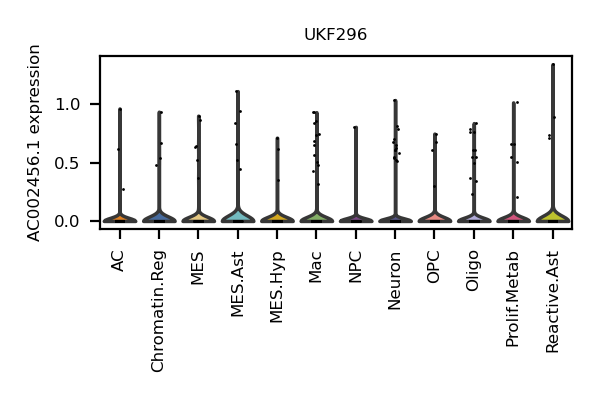 UKF296
AC002456.1 expression
1.0
0.5
0.0
AC
Chromatin.Reg
MES
MES.Ast
MES.Hyp
Mac
NPC
Neuron
OPC
Oligo
Prolif.Metab
Reactive.Ast